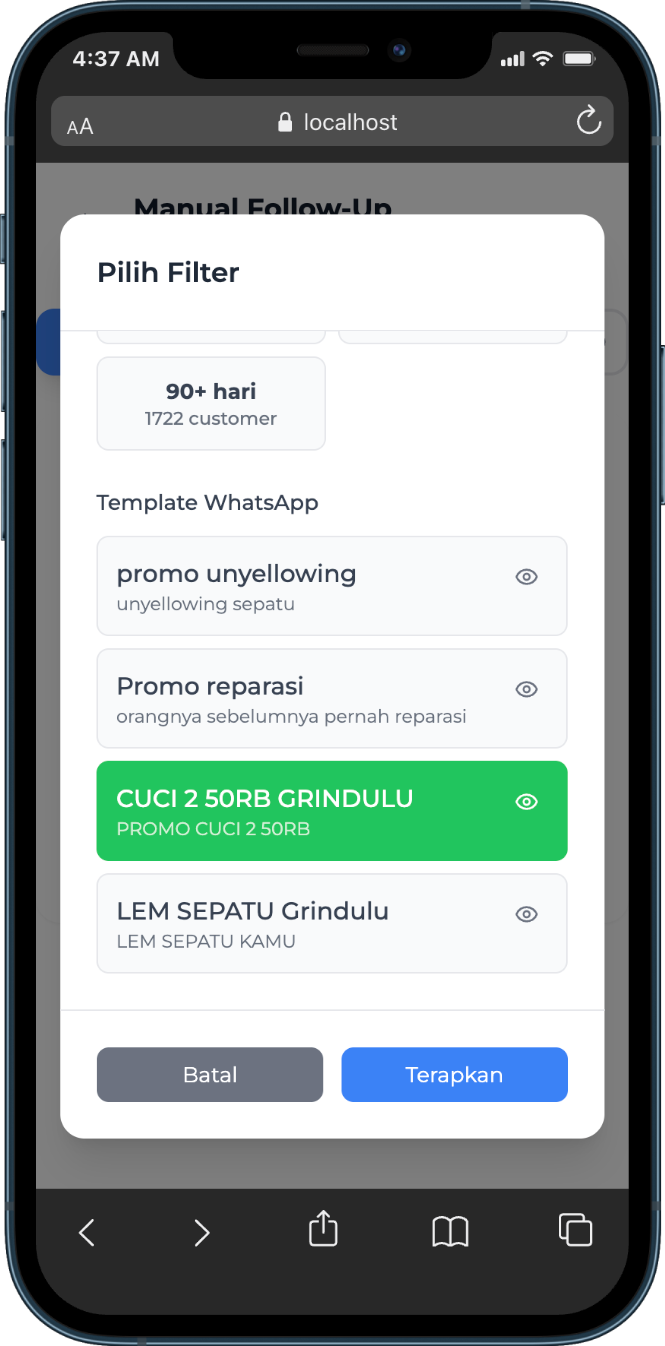 4:37 AM
AA
localhost
Manual Follow-Up
Pilih Filter
90+ hari
1722 customer
Template WhatsApp
promo unyellowing
unyellowing sepatu
Promo reparasi
orangnya sebelumnya pernah reparasi
CUCI 2 50RB GRINDULU
PROMO CUCI 2 50RB
LEM SEPATU Grindulu
LEM SEPATU KAMU
Batal
Terapkan